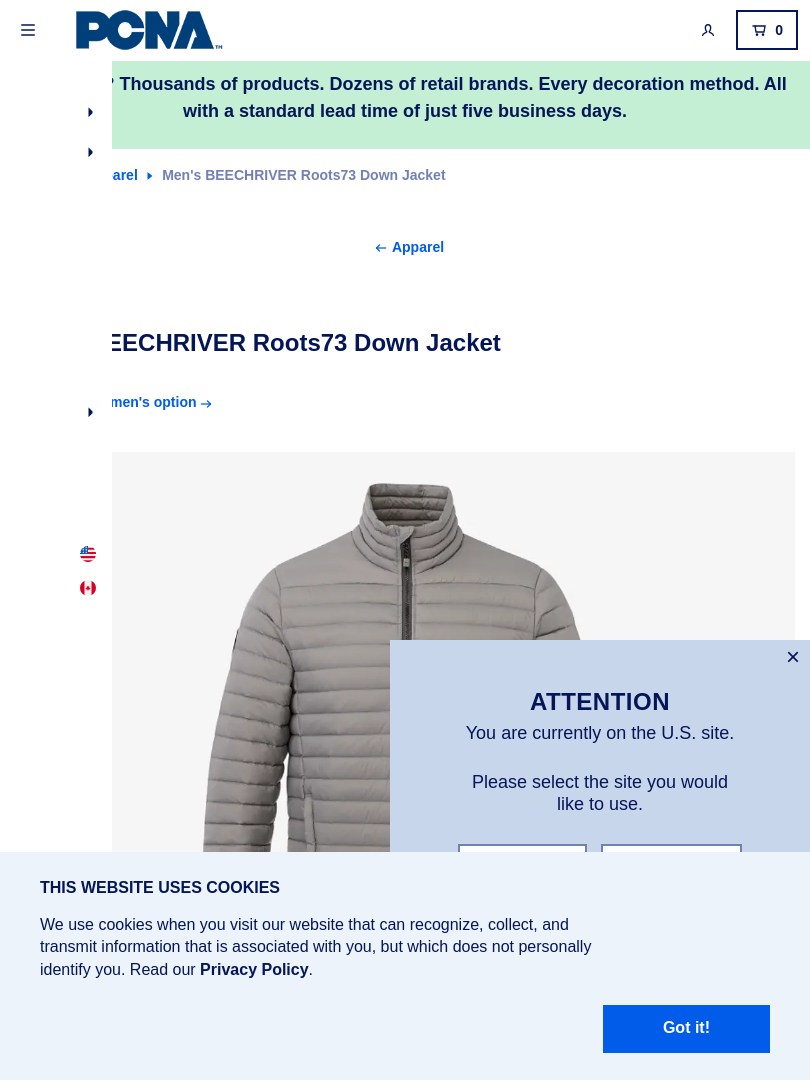 PCNA
TM
0
? Thousands of products. Dozens of retail brands. Every decoration method. All
with a standard lead time of just five business days.
arel Men's BEECHRIVER Roots73 Down Jacket
← Apparel
EECHRIVER Roots73 Down Jacket
men's option →
ATTENTION
You are currently on the U.S. site.
Please select the site you would
like to use.
THIS WEBSITE USES COOKIES
We use cookies when you visit our website that can recognize, collect, and
transmit information that is associated with you, but which does not personally
identify you. Read our Privacy Policy.
Got it!